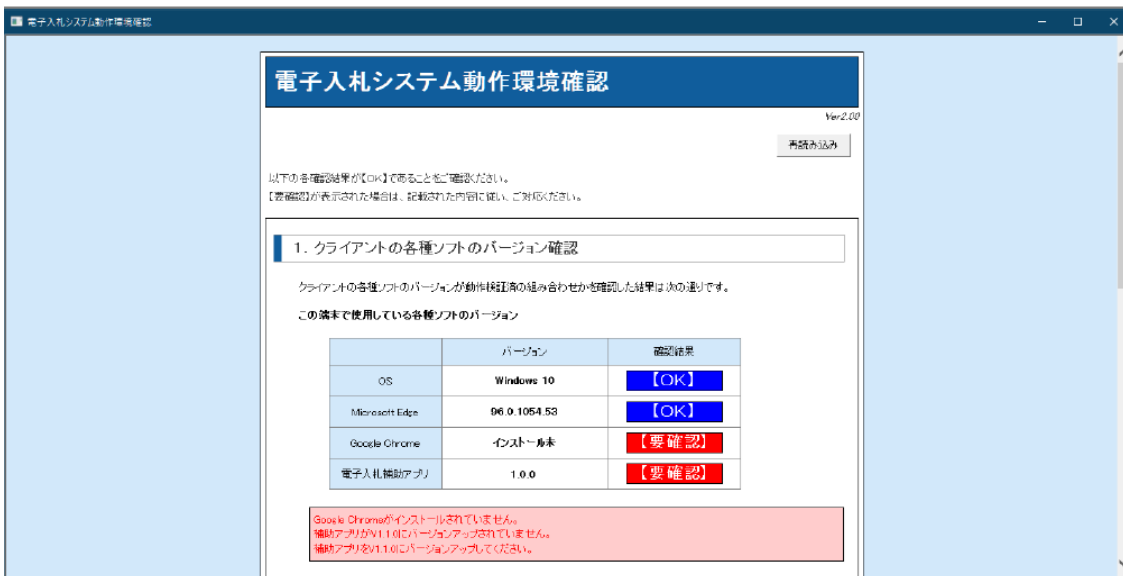 電子入札システム動作環境確認
電子入札システム動作環境確認
Ver2.00
再読み込み
以下の各確認結果が【OK】であることをご確認ください。
【要確認】が表示された場合は、記載された内容に従い、ご対応ください。
1. クライアントの各種ソフトのバージョン確認
クライアントの各種ソフトのバージョンが動作検証済の組み合わせかを確認した結果は次の通りです。
この端末で使用している各種ソフトのバージョン
バージョン 確認結果
OS Windows 10 【OK】
Microsoft Edge 96.0.1054.53 【OK】
Google Chrome インストール未 【要確認】
電子入札補助アプリ 1.0.0 【要確認】
Google Chromeがインストールされていません。
補助アプリがV1.1.0にバージョンアップされていません。
補助アプリをV1.1.0にバージョンアップしてください。